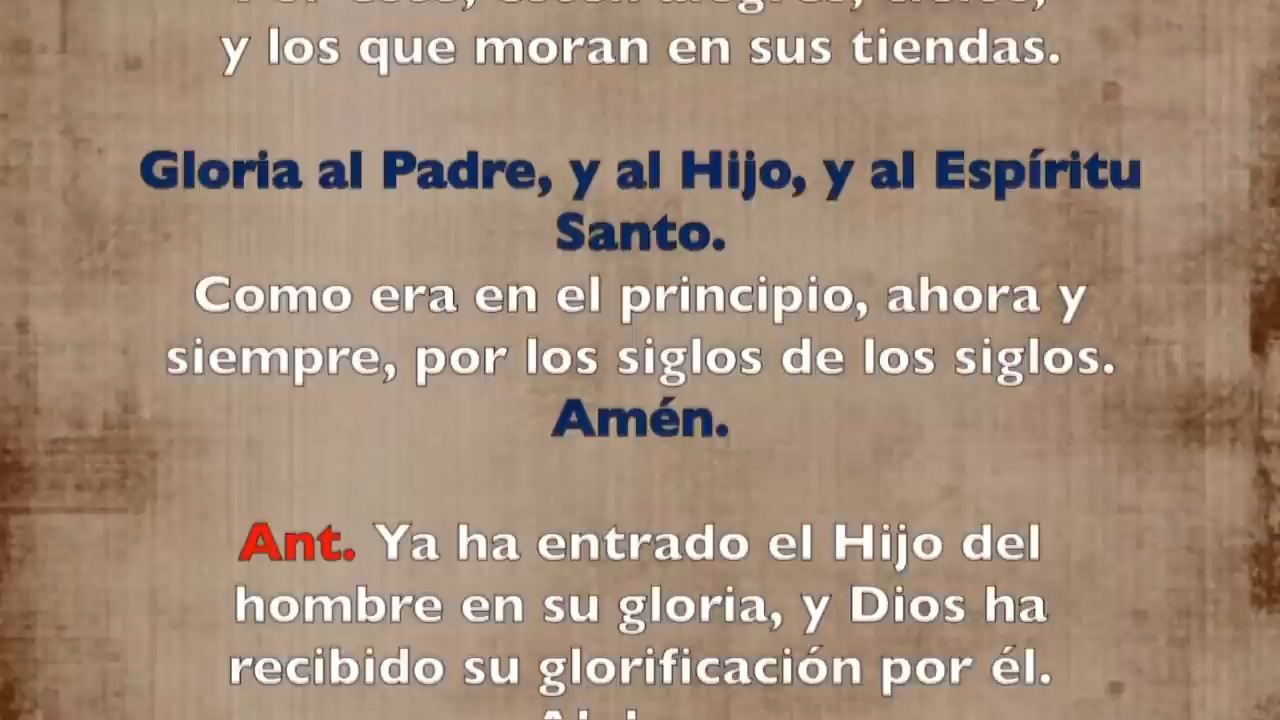 y los que moran en sus tiendas.
Gloria al Padre, y al Hijo, y al Espíritu
Santo.
Como era en el principio, ahora y
siempre, por los siglos de los siglos.
Amén.
Ant. Ya ha entrado el Hijo del
hombre en su gloria, y Dios ha
recibido su glorificación por él.